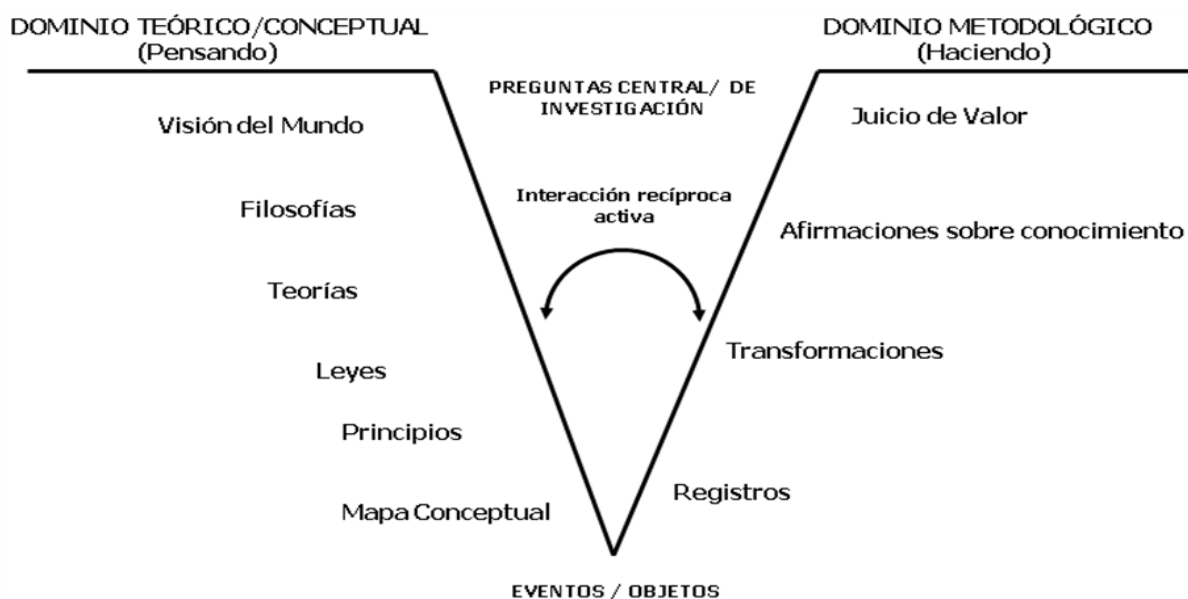 DOMINIO TEÓRICO/CONCEPTUAL
(Pensando)
DOMINIO METODOLÓGICO
(Haciendo)
PREGUNTAS CENTRAL/ DE
INVESTIGACIÓN
Visión del Mundo
Juicio de Valor
Interacción recíproca
activa
Filosofías
Afirmaciones sobre conocimiento
Teorías
Transformaciones
Leyes
Principios
Registros
Mapa Conceptual
EVENTOS / OBJETOS